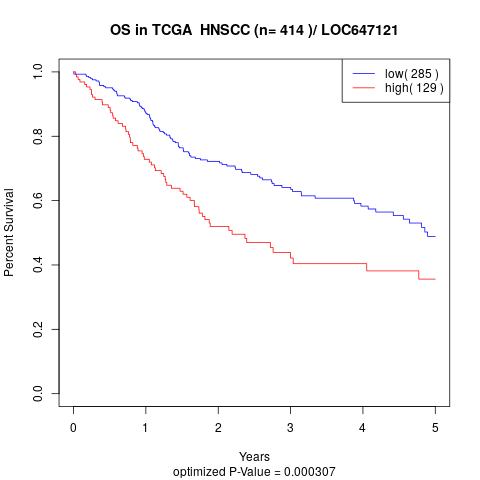 OS in TCGA HNSCC (n= 414 )/ LOC647121
low( 285 )
high( 129 )
Percent Survival
1.0
0.8
0.6
0.4
0.2
0.0
0 1 2 3 4 5
Years
optimized P-Value = 0.000307